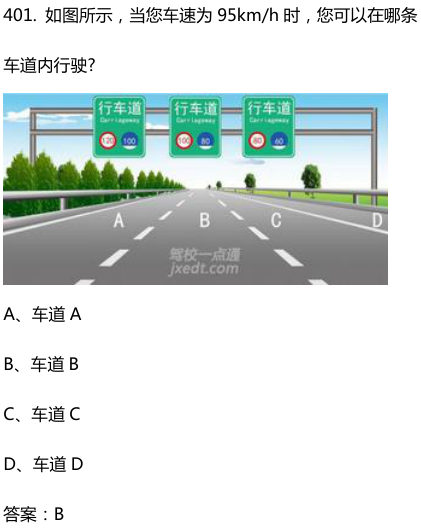 401. 如图所示，当您车速为 95km/h 时，您可以在哪条
车道内行驶?
行车道 行车道 行车道
Carriageway Carriageway Carriageway
120 100 100 80 80 60
A B C D
驾校一点通
jxedt.com
A、车道 A
B、车道 B
C、车道 C
D、车道 D
答案：B